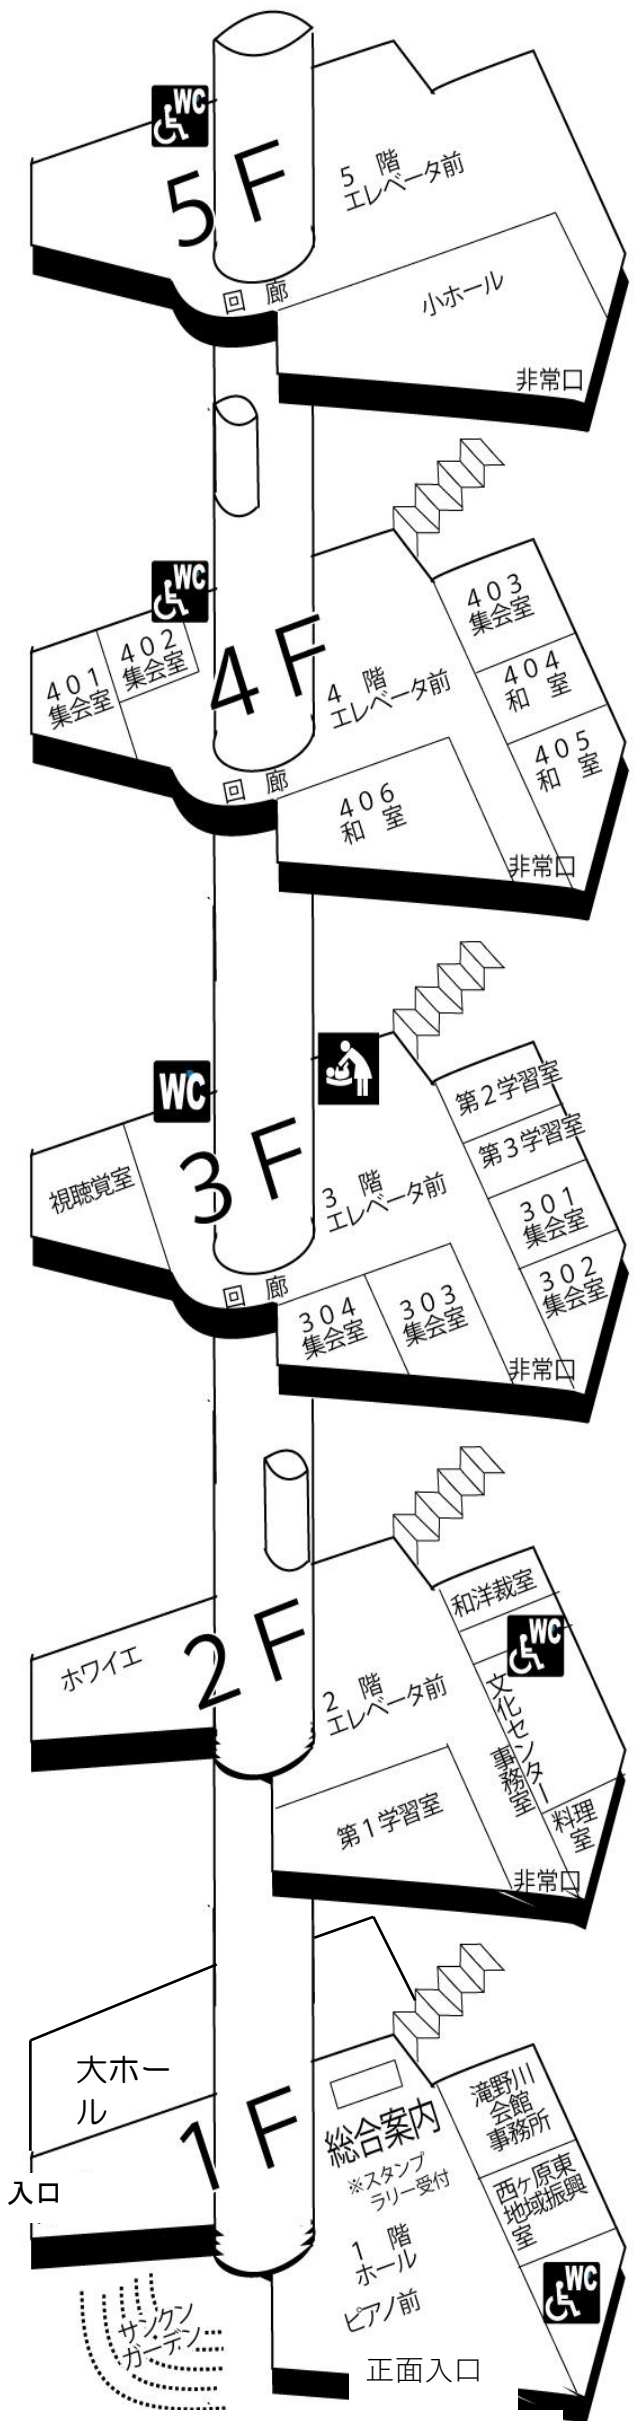 WC
5F
5　階
エレベータ前
回　廊
小ホール
非常口
WC
401
集会室
402
集会室
4F
4　階
エレベータ前
403
集会室
404
和　室
405
和　室
回　廊
406
和　室
非常口
WC
視聴覚室
3F
3　階
エレベータ前
第2学習室
第3学習室
301
集会室
302
集会室
回　廊
304
集会室
303
集会室
非常口
ホワイエ
2F
2　階
エレベータ前
和洋裁室
WC
文化センター
事務室
料理
室
第1学習室
非常口
大ホー
ル
1F
入口
総合案内
※スタンプ
ラリー受付
1　階
ホール
ピアノ前
滝野川
会館
事務所
西ヶ原東
地域振興
室
WC
サンクン
ガーデン
正面入口